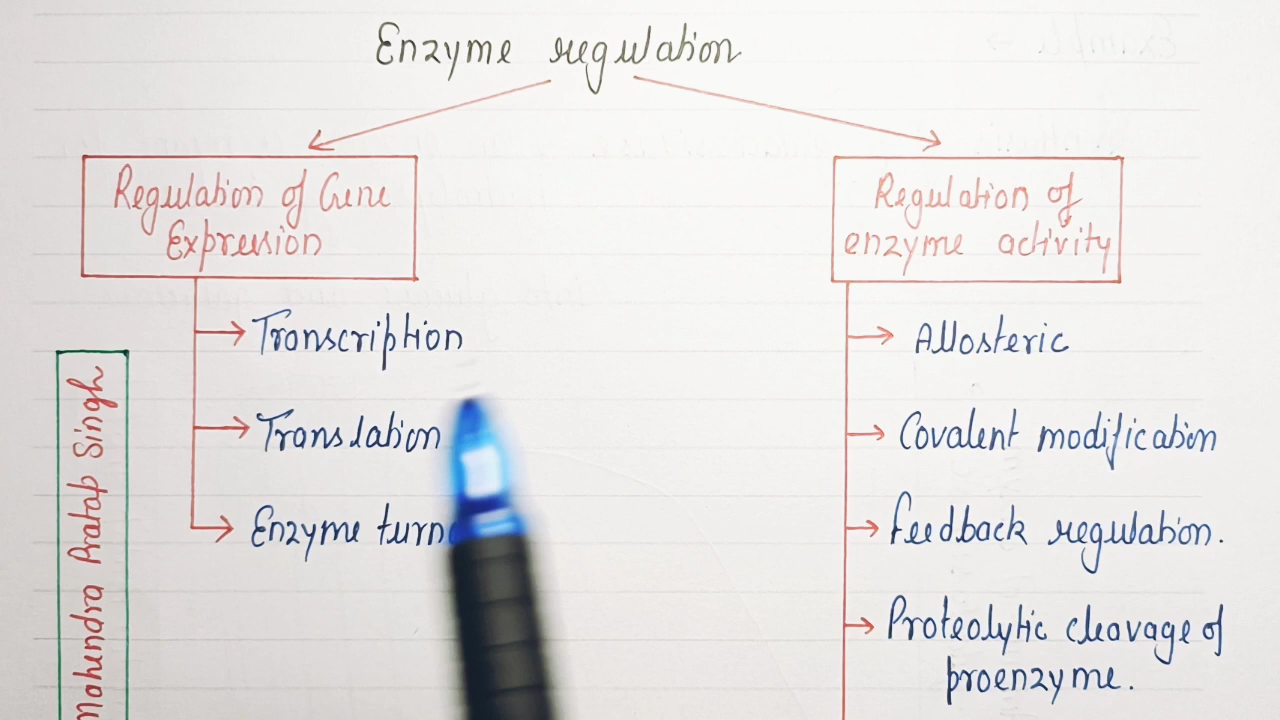 Enzyme regulation
Regulation of Gene
Expression
Transcription
Translation
Enzyme
Regulation of
enzyme activity
Allosteric
Covalent modification
Feedback regulation.
Proteolytic cleavage of
proenzyme.
Mahendra Pratap Singh